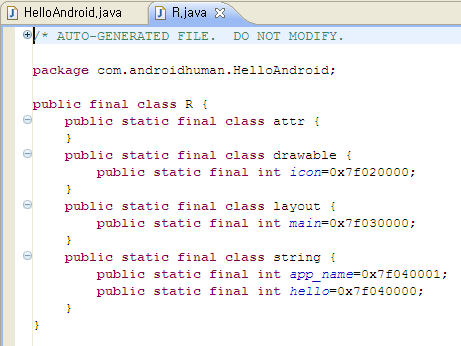 HelloAndroid.java
R.java
/* AUTO-GENERATED FILE.  DO NOT MODIFY.
package com.androidhuman.HelloAndroid;
public final class R {
    public static final class attr {
    }
    public static final class drawable {
        public static final int icon=0x7f020000;
    }
    public static final class layout {
        public static final int main=0x7f030000;
    }
    public static final class string {
        public static final int app_name=0x7f040001;
        public static final int hello=0x7f040000;
    }
}